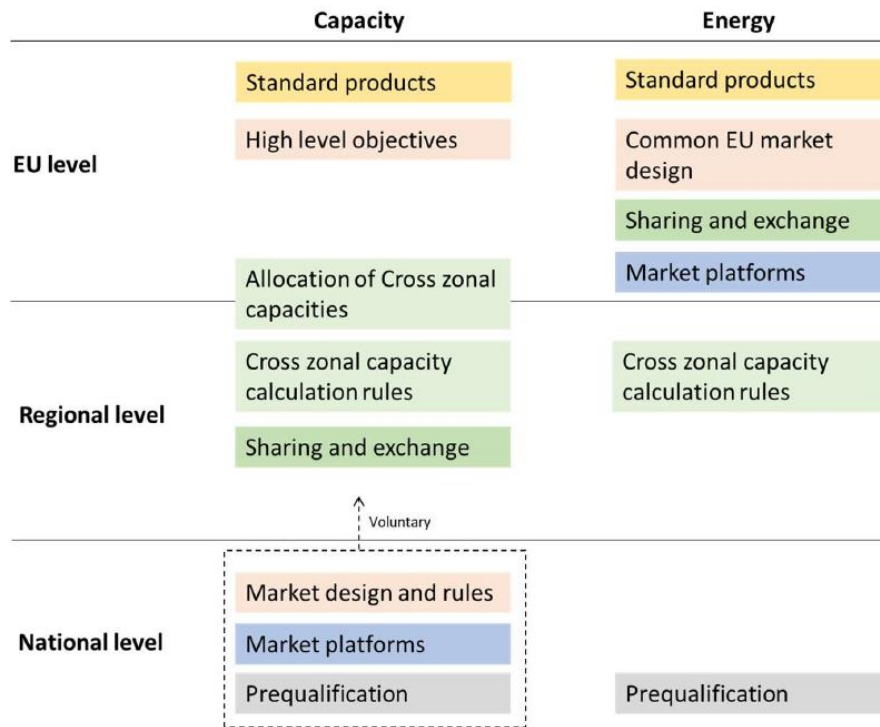 Capacity
Energy
EU level
Standard products
Standard products
High level objectives
Common EU market
design
Sharing and exchange
Market platforms
Allocation of Cross zonal
capacities
Regional level
Cross zonal capacity
calculation rules
Cross zonal capacity
calculation rules
Sharing and exchange
Voluntary
National level
Market design and rules
Market platforms
Prequalification
Prequalification